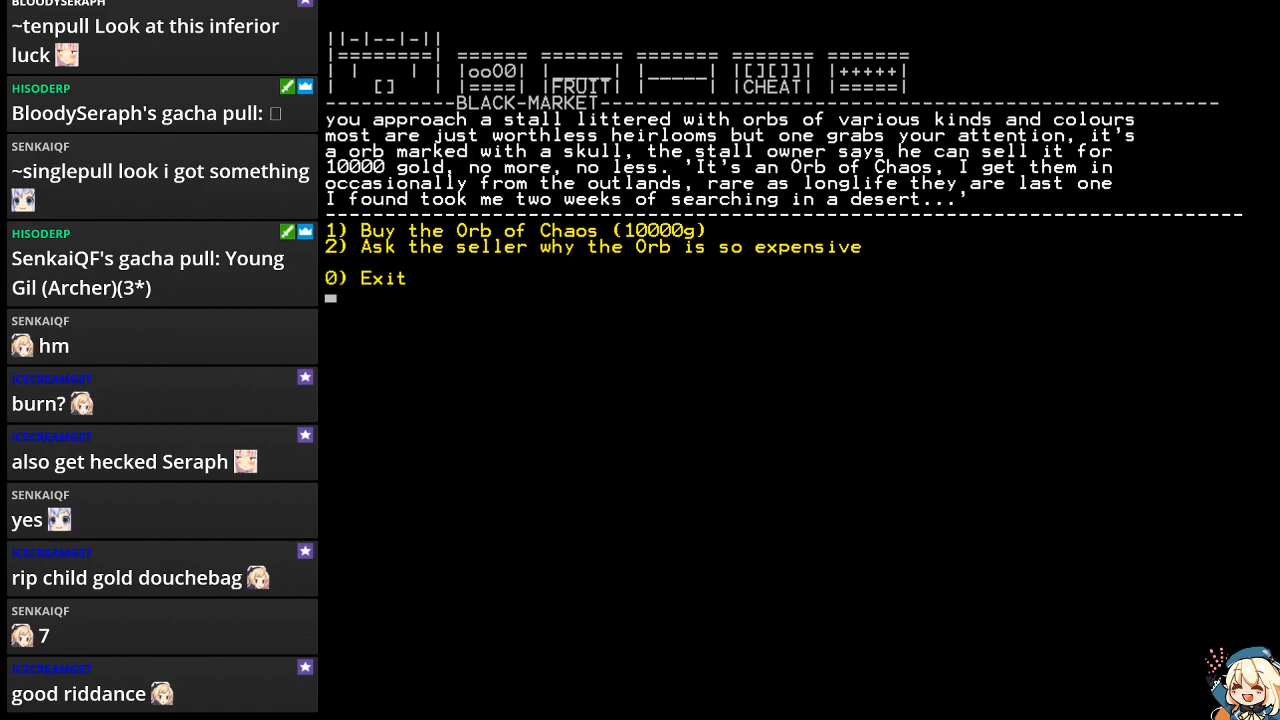 BLOODYSERAPH
~tenpull Look at this inferior
luck
HISODERP
BloodySeraph's gacha pull: □
SENKAIQF
~singlepull look i got something
HISODERP
SenkaiQF's gacha pull: Young
Gil (Archer)(3*)
SENKAIQF
hm
ICECREAMGET
burn?
ICECREAMGET
also get hecked Seraph
SENKAIQF
yes
ICECREAMGET
rip child gold douchebag
SENKAIQF
7
ICECREAMGET
good riddance
||-|--|-||
|========| ====== ======= ======= ======= =======
| | | | |ooOO| |_____| |_____| |[][]]| |+++++|
| [] | ==== |FRUIT| | | |CHEAT| |=====|
-----------BLACK-MARKET------------------------------------------------------------------------
you approach a stall littered with orbs of various kinds and colours
most are just worthless heirlooms but one grabs your attention, it's
a orb marked with a skull, the stall owner says he can sell it for
10000 gold, no more, no less. 'It's an Orb of Chaos, I get them in
occasionally from the outlands, rare as longlife they are last one
I found took me two weeks of searching in a desert...'
----------------------------------------------------------------------------------------------------------
1) Buy the Orb of Chaos (10000g)
2) Ask the seller why the Orb is so expensive
0) Exit